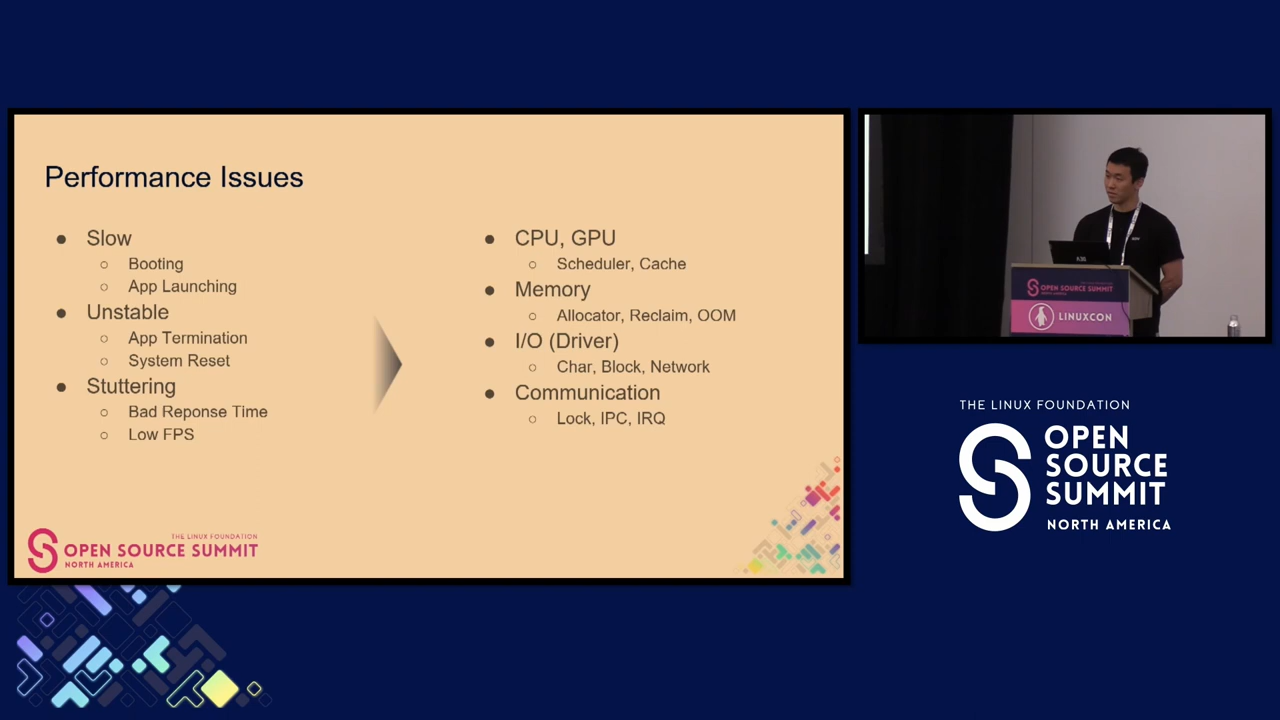 Performance Issues
Slow
Booting
App Launching
Unstable
App Termination
System Reset
Stuttering
Bad Reponse Time
Low FPS
CPU, GPU
Scheduler, Cache
Memory
Allocator, Reclaim, OOM
I/O (Driver)
Char, Block, Network
Communication
Lock, IPC, IRQ
THE LINUX FOUNDATION
OPEN SOURCE SUMMIT
NORTH AMERICA
OPEN SOURCE SUMMIT
NORTH AMERICA
LINUXCON
THE LINUX FOUNDATION
OPEN
SOURCE
SUMMIT
NORTH AMERICA